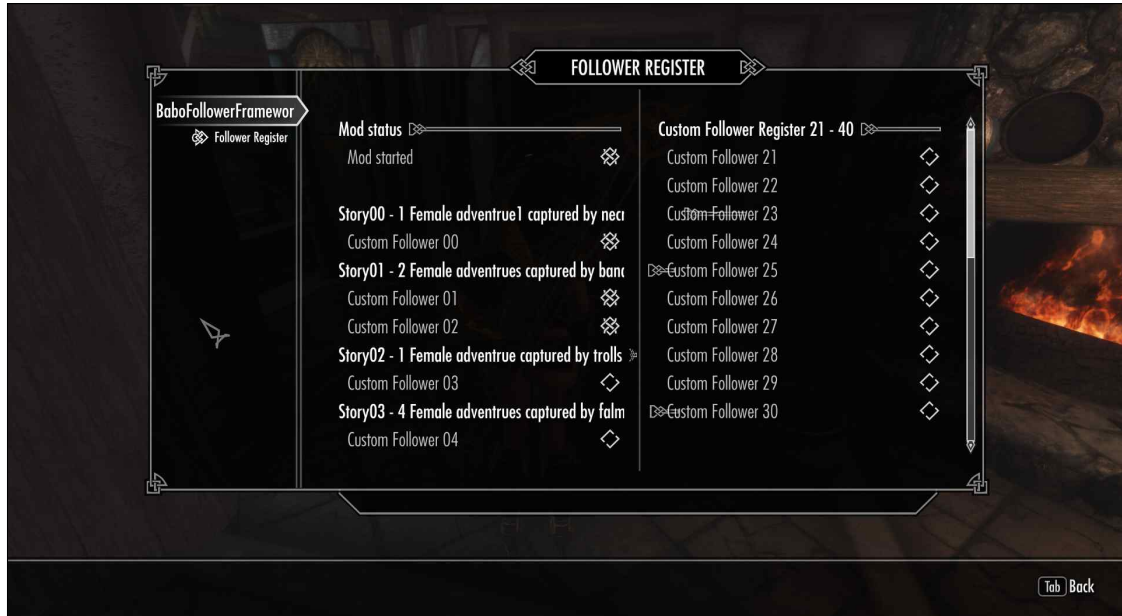 FOLLOWER REGISTER
BaboFollowerFramewor
Follower Register
Mod status
Mod started
Story00 - 1 Female adventrue1 captured by necr
Custom Follower 00
Story01 - 2 Female adventrues captured by banc
Custom Follower 01
Custom Follower 02
Story02 - 1 Female adventrue captured by trolls
Custom Follower 03
Story03 - 4 Female adventrues captured by falm
Custom Follower 04
Custom Follower Register 21 - 40
Custom Follower 21
Custom Follower 22
Custom Follower 23
Custom Follower 24
Custom Follower 25
Custom Follower 26
Custom Follower 27
Custom Follower 28
Custom Follower 29
Custom Follower 30
Tab Back